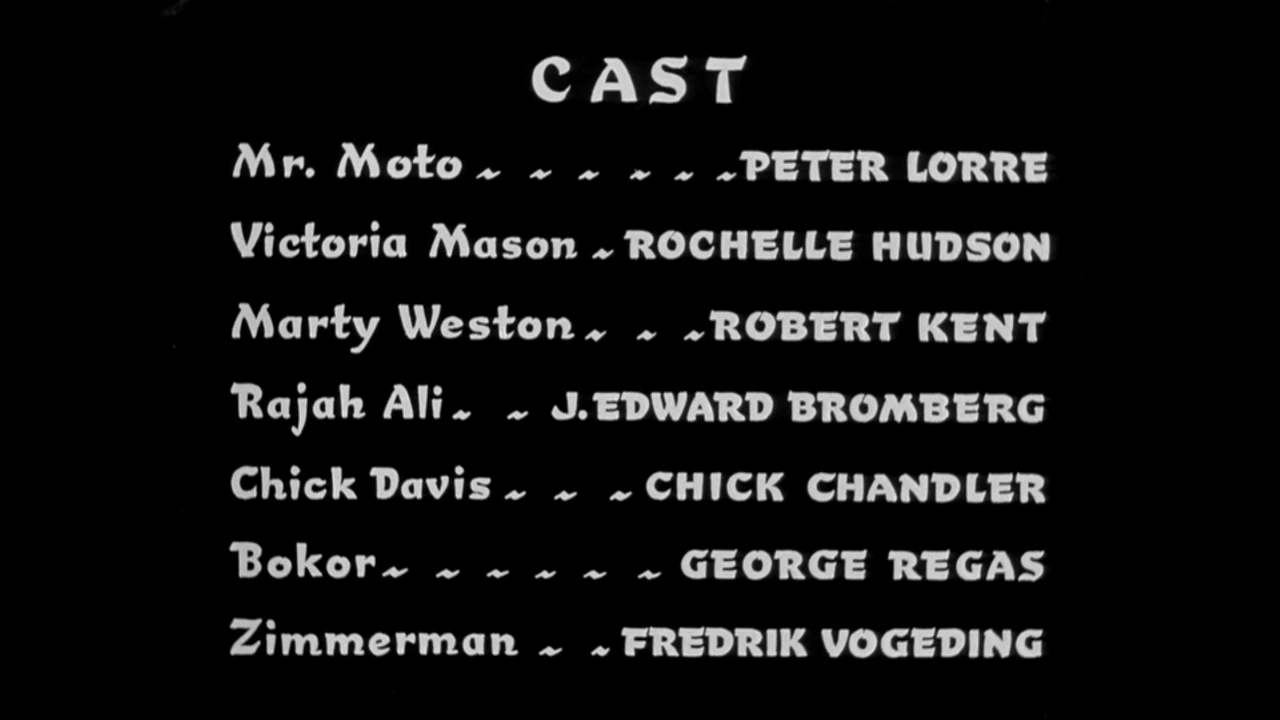 CAST
Mr. Moto ~ ~ ~ ~ ~ ~ PETER LORRE
Victoria Mason ~ ROCHELLE HUDSON
Marty Weston ~ ~ ~ ROBERT KENT
Rajah Ali ~ ~ J. EDWARD BROMBERG
Chick Davis ~ ~ ~ CHICK CHANDLER
Bokor ~ ~ ~ ~ ~ ~ GEORGE REGAS
Zimmerman ~ ~ FREDRIK VOGEDING